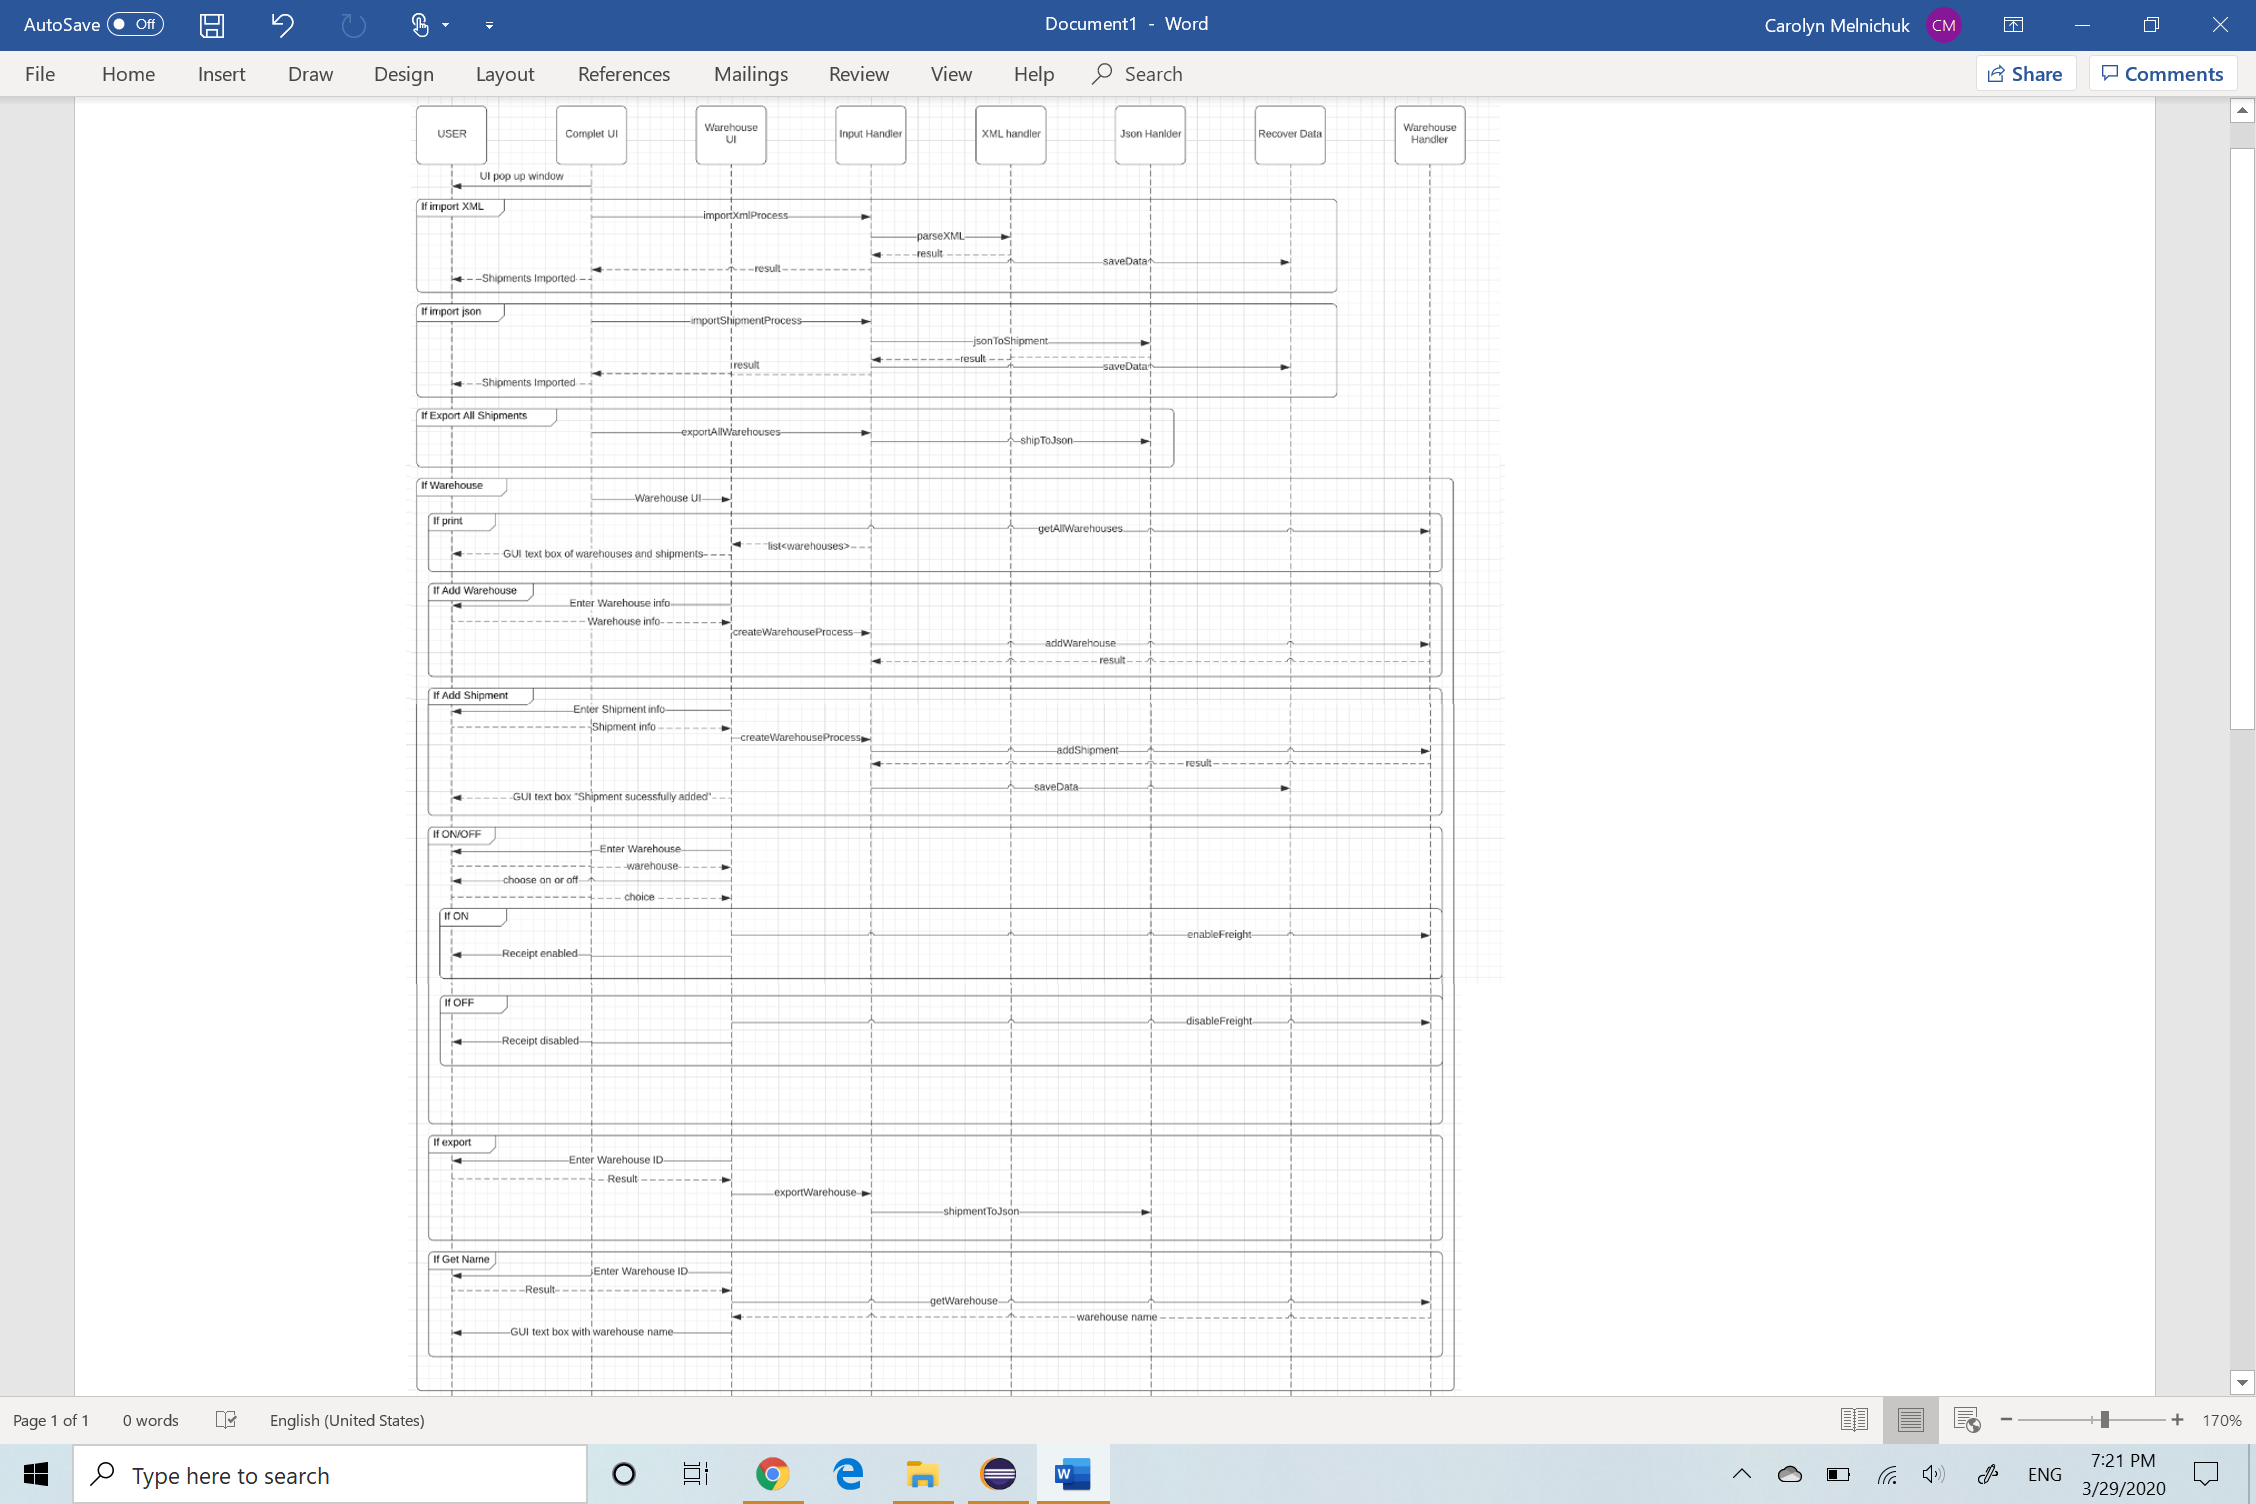 AutoSave Off
Document1 - Word
Carolyn Melnichuk CM
File Home Insert Draw Design Layout References Mailings Review View Help Search Share Comments
USER
Complet UI
Warehouse
UI
Input Handler
XML handler
Json Hanlder
Recover Data
Warehouse
Handler
UI pop up window
If import XML
importXmlProcess
parseXML
result
saveData
result
Shipments Imported
If import json
importShipmentProcess
jsonToShipment
result
result
saveData
Shipments Imported
If Export All Shipments
exportAllWarehouses
shipToJson
If Warehouse
Warehouse UI
If print
getAllWarehouses
list<warehouses>
GUI text box of warehouses and shipments
If Add Warehouse
Enter Warehouse info
Warehouse info
createWarehouseProcess
addWarehouse
result
If Add Shipment
Enter Shipment info
Shipment info
createWarehouseProcess
addShipment
result
saveData
GUI text box "Shipment sucessfully added"
If ON/OFF
Enter Warehouse
warehouse
choose on or off
choice
If ON
enableFreight
Receipt enabled
If OFF
disableFreight
Receipt disabled
If export
Enter Warehouse ID
Result
exportWarehouse
shipmentToJson
If Get Name
Enter Warehouse ID
Result
getWarehouse
warehouse name
GUI text box with warehouse name
Page 1 of 1 0 words English (United States) 170%
Type here to search
ENG
7:21 PM
3/29/2020